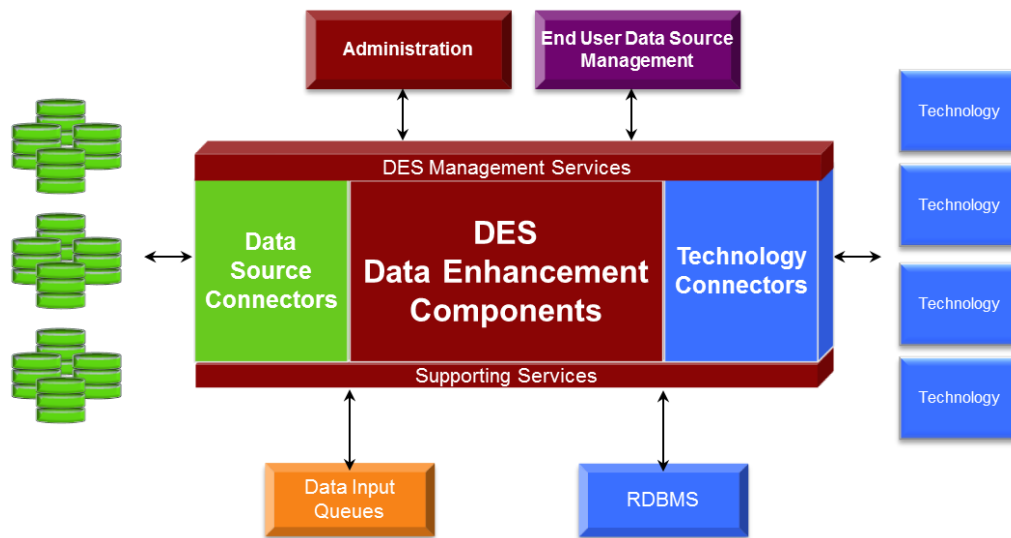 Administration
End User Data Source
Management
Technology
DES Management Services
Technology
Data
Source
Connectors
DES
Data Enhancement
Components
Technology
Connectors
Technology
Supporting Services
Technology
Data Input
Queues
RDBMS